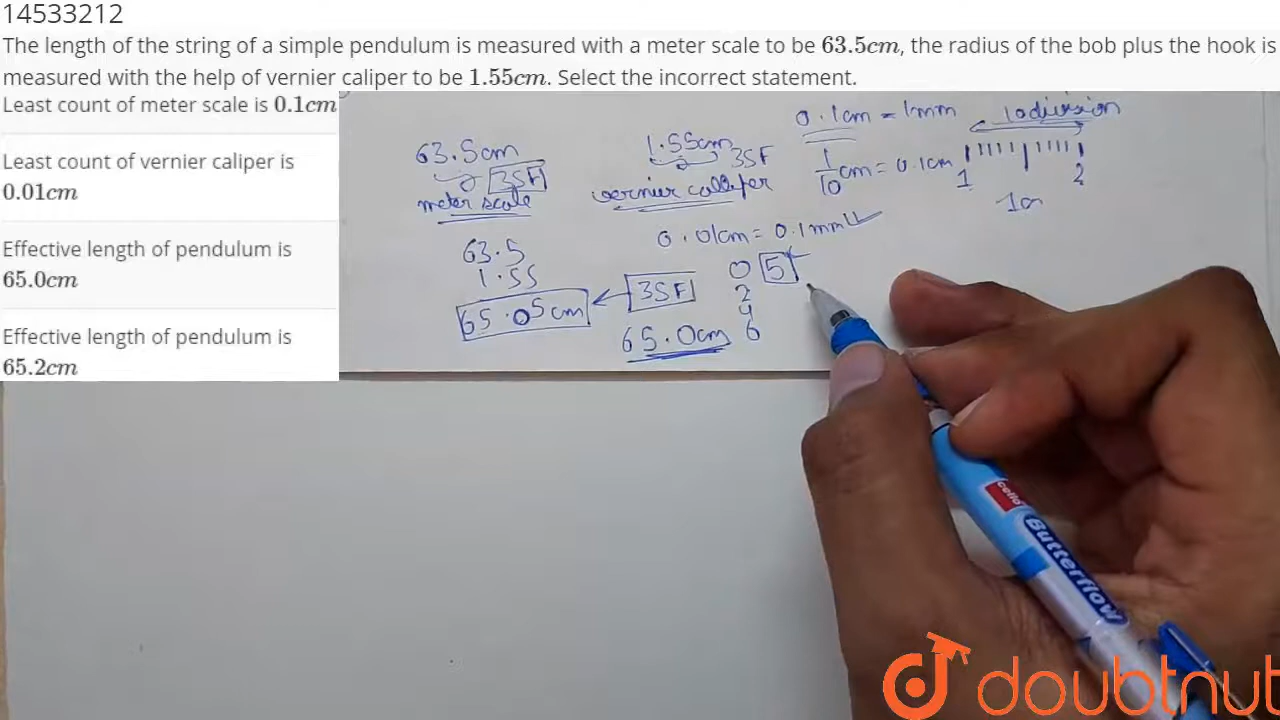 14533212
The length of the string of a simple pendulum is measured with a meter scale to be 63.5cm, the radius of the bob plus the hook is
measured with the help of vernier caliper to be 1.55cm. Select the incorrect statement.
Least count of meter scale is 0.1cm
Least count of vernier caliper is
0.01cm
Effective length of pendulum is
65.0cm
Effective length of pendulum is
65.2cm
63.5cm
3SF
meter scale
63.5
1.55
65.05cm
3SF
65.0cm
1.55cm
3SF
vernier calliper
0.01cm = 0.1mm
0 5
2
4
6
0.1cm = 1mm
1/10 cm = 0.1cm
10division
1
2
1cm
cello
Butterflow
doubtnut